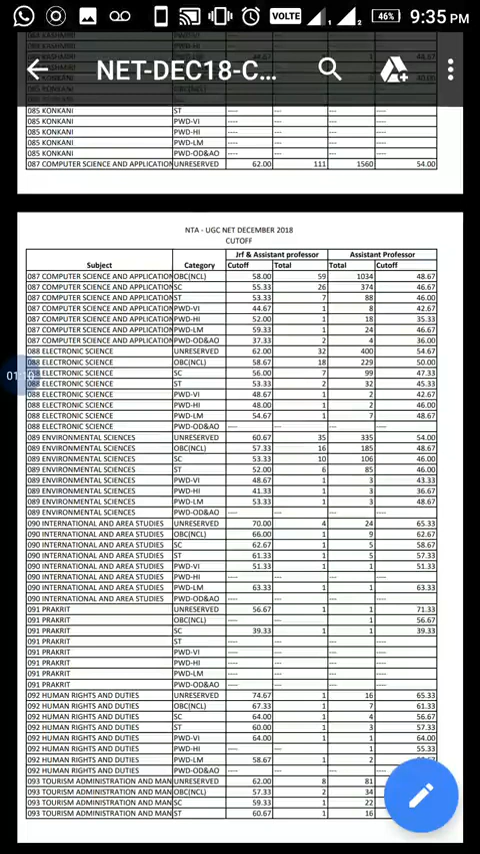 VOLTE 1 2 46% 9:35 PM
NET-DEC18-C...
085 KONKANI ST ---- --- --- ----
085 KONKANI PWD-VI ---- --- --- ----
085 KONKANI PWD-HI ---- --- --- ----
085 KONKANI PWD-LM ---- --- --- ----
085 KONKANI PWD-OD&AO ---- --- --- ----
087 COMPUTER SCIENCE AND APPLICATION UNRESERVED 62.00 111 1560 54.00
NTA - UGC NET DECEMBER 2018
CUTOFF
Jrf & Assistant professor Assistant Professor
Subject Category Cutoff Total Total Cutoff
087 COMPUTER SCIENCE AND APPLICATION OBC(NCL) 58.00 59 1034 48.67
087 COMPUTER SCIENCE AND APPLICATION SC 55.33 26 374 46.67
087 COMPUTER SCIENCE AND APPLICATION ST 53.33 7 88 46.00
087 COMPUTER SCIENCE AND APPLICATION PWD-VI 44.67 1 8 42.67
087 COMPUTER SCIENCE AND APPLICATION PWD-HI 52.00 1 18 35.33
087 COMPUTER SCIENCE AND APPLICATION PWD-LM 59.33 1 24 46.67
087 COMPUTER SCIENCE AND APPLICATION PWD-OD&AO 37.33 2 4 36.00
088 ELECTRONIC SCIENCE UNRESERVED 62.00 32 400 54.67
088 ELECTRONIC SCIENCE OBC(NCL) 58.67 18 229 50.00
088 ELECTRONIC SCIENCE SC 56.00 7 99 47.33
088 ELECTRONIC SCIENCE ST 53.33 2 32 45.33
088 ELECTRONIC SCIENCE PWD-VI 48.67 1 2 42.67
088 ELECTRONIC SCIENCE PWD-HI 48.00 1 2 46.00
088 ELECTRONIC SCIENCE PWD-LM 54.67 1 7 48.67
088 ELECTRONIC SCIENCE PWD-OD&AO ---- --- --- ----
089 ENVIRONMENTAL SCIENCES UNRESERVED 60.67 35 335 54.00
089 ENVIRONMENTAL SCIENCES OBC(NCL) 57.33 16 185 48.67
089 ENVIRONMENTAL SCIENCES SC 53.33 10 106 46.00
089 ENVIRONMENTAL SCIENCES ST 52.00 6 85 46.00
089 ENVIRONMENTAL SCIENCES PWD-VI 48.67 1 3 43.33
089 ENVIRONMENTAL SCIENCES PWD-HI 41.33 1 3 36.67
089 ENVIRONMENTAL SCIENCES PWD-LM 53.33 1 3 48.67
089 ENVIRONMENTAL SCIENCES PWD-OD&AO ---- --- --- ----
090 INTERNATIONAL AND AREA STUDIES UNRESERVED 70.00 4 24 65.33
090 INTERNATIONAL AND AREA STUDIES OBC(NCL) 66.00 1 9 62.67
090 INTERNATIONAL AND AREA STUDIES SC 62.67 1 5 58.67
090 INTERNATIONAL AND AREA STUDIES ST 61.33 1 5 57.33
090 INTERNATIONAL AND AREA STUDIES PWD-VI 51.33 1 1 51.33
090 INTERNATIONAL AND AREA STUDIES PWD-HI ---- --- --- ----
090 INTERNATIONAL AND AREA STUDIES PWD-LM 63.33 1 1 63.33
090 INTERNATIONAL AND AREA STUDIES PWD-OD&AO ---- --- --- ----
091 PRAKRIT UNRESERVED 56.67 1 1 71.33
091 PRAKRIT OBC(NCL) ---- --- 1 56.67
091 PRAKRIT SC 39.33 1 1 39.33
091 PRAKRIT ST ---- --- --- ----
091 PRAKRIT PWD-VI ---- --- --- ----
091 PRAKRIT PWD-HI ---- --- --- ----
091 PRAKRIT PWD-LM ---- --- --- ----
091 PRAKRIT PWD-OD&AO ---- --- --- ----
092 HUMAN RIGHTS AND DUTIES UNRESERVED 74.67 1 16 65.33
092 HUMAN RIGHTS AND DUTIES OBC(NCL) 67.33 1 7 61.33
092 HUMAN RIGHTS AND DUTIES SC 64.00 1 4 56.67
092 HUMAN RIGHTS AND DUTIES ST 60.00 1 3 57.33
092 HUMAN RIGHTS AND DUTIES PWD-VI 64.00 1 1 64.00
092 HUMAN RIGHTS AND DUTIES PWD-HI ---- --- 1 55.33
092 HUMAN RIGHTS AND DUTIES PWD-LM 58.67 1 2
092 HUMAN RIGHTS AND DUTIES PWD-OD&AO ---- --- ---
093 TOURISM ADMINISTRATION AND MAN UNRESERVED 62.00 8 81
093 TOURISM ADMINISTRATION AND MAN OBC(NCL) 57.33 2 34
093 TOURISM ADMINISTRATION AND MAN SC 59.33 1 22
093 TOURISM ADMINISTRATION AND MAN ST 60.67 1 16